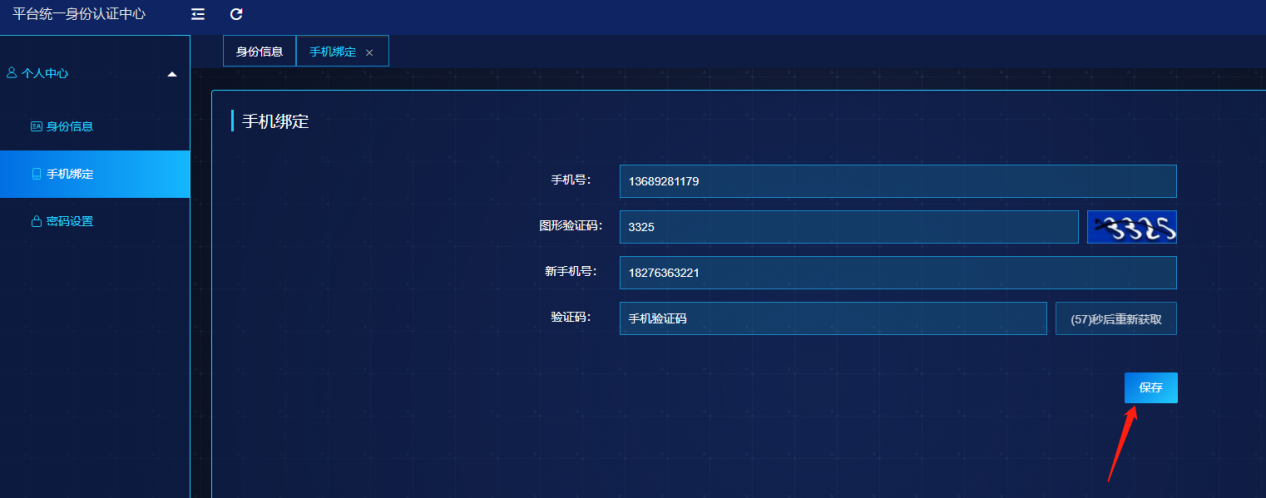 平台统一身份认证中心
身份信息 手机绑定
个人中心
身份信息
手机绑定
密码设置
手机绑定
手机号: 13689281179
图形验证码: 3325 3325
新手机号: 18276363221
验证码: 手机验证码 (57)秒后重新获取
保存